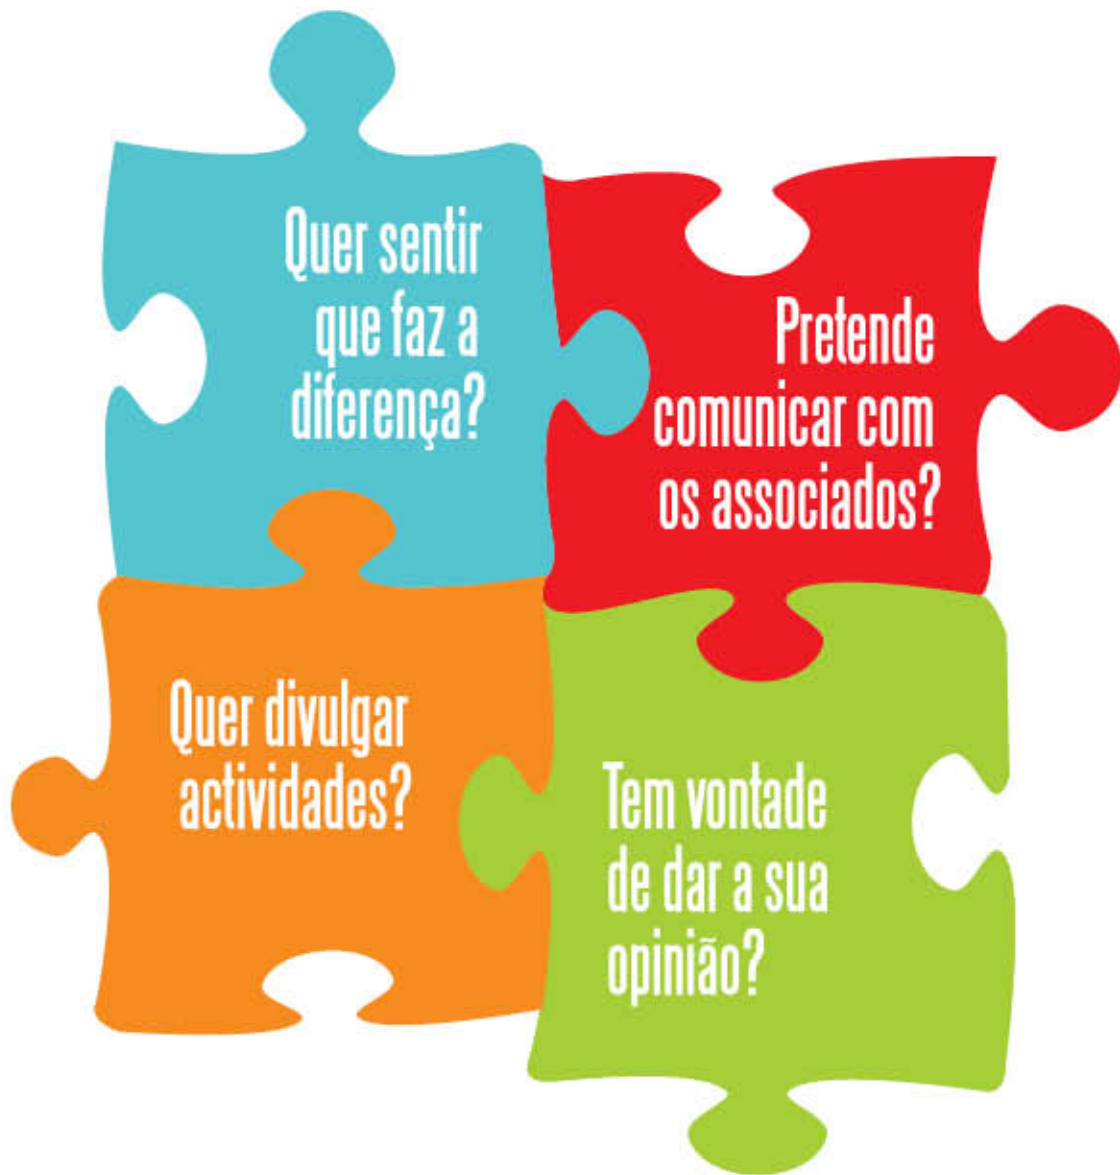 Quer sentir
que faz a
diferença?
Pretende
comunicar com
os associados?
Quer divulgar
actividades?
Tem vontade
de dar a sua
opinião?